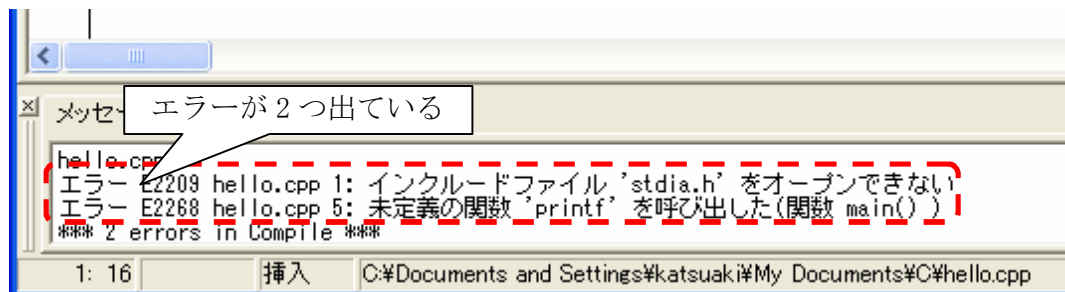 メッセー
エラーが2つ出ている
hello.cpp
エラー E2209 hello.cpp 1: インクルードファイル 'stdia.h' をオープンできない
エラー E2268 hello.cpp 5: 未定義の関数 'printf' を呼び出した(関数 main() )
*** 2 errors in Compile ***
1: 16 挿入 C:¥Documents and Settings¥katsuaki¥My Documents¥C¥hello.cpp